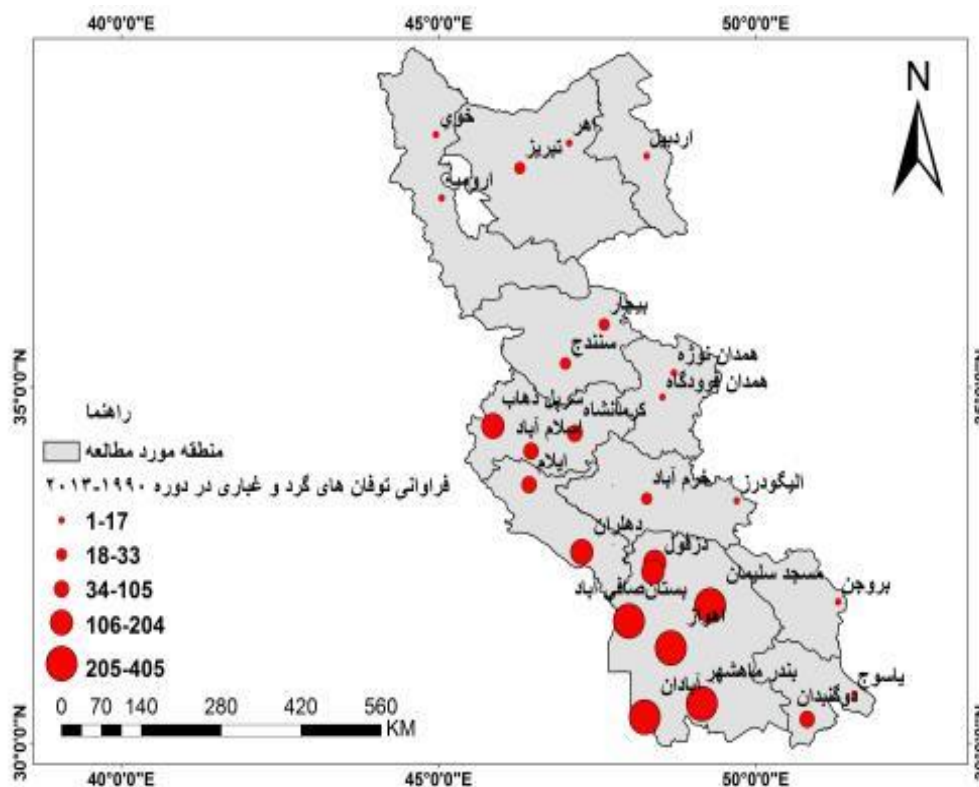 40°0'0"E 45°0'0"E 50°0'0"E
N
خوی
اهر
اردبیل
تبریز
ارومیه
بیجار
سنندج
همدان نوژه
همدان فرودگاه
35°0'0"N
سرپل ذهاب
کرمانشاه
اسلام آباد
ایلام
خرم آباد
الیگودرز
دهلران
دزفول
مسجد سلیمان
بستان
صافی آباد
بروجن
اهواز
بندر ماهشهر
آبادان
یاسوج
دوگنبدان
راهنما
منطقه مورد مطالعه
فراوانی توفان های گرد و غباری در دوره ۲۰۱۳-۱۹۹۰
1-17
18-33
34-105
106-204
205-405
0 70 140 280 420 560
KM
30°0'0"N
40°0'0"E 45°0'0"E 50°0'0"E